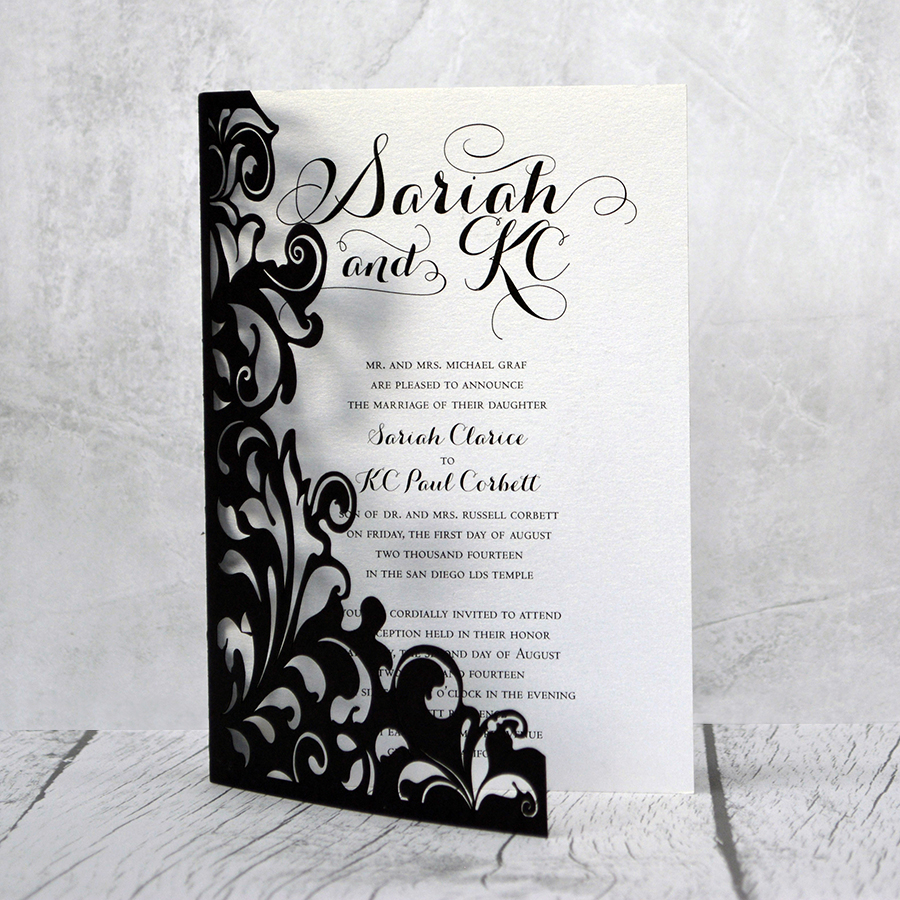 Sariah
and KC
MR. AND MRS. MICHAEL GRAF
ARE PLEASED TO ANNOUNCE
THE MARRIAGE OF THEIR DAUGHTER
Sariah Clarice
TO
KC Paul Corbett
SON OF DR. AND MRS. RUSSELL CORBETT
ON FRIDAY, THE FIRST DAY OF AUGUST
TWO THOUSAND FOURTEEN
IN THE SAN DIEGO LDS TEMPLE
CORDIALLY INVITED TO ATTEND
HELD IN THEIR HONOR
DAY OF AUGUST
FOURTEEN
O'CLOCK IN THE EVENING